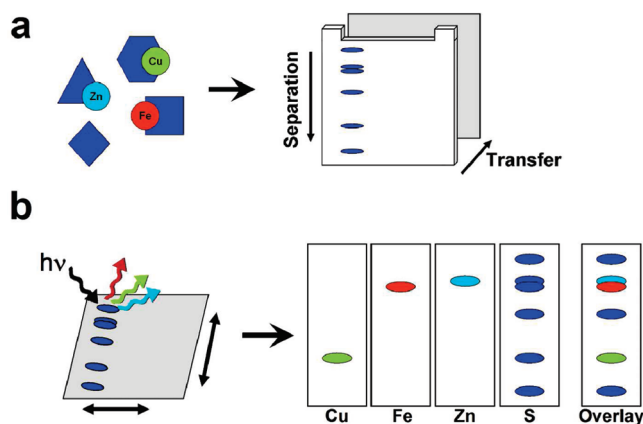 a
Cu
Zn
Fe
Separation
Transfer
b
hν
Cu Fe Zn S Overlay